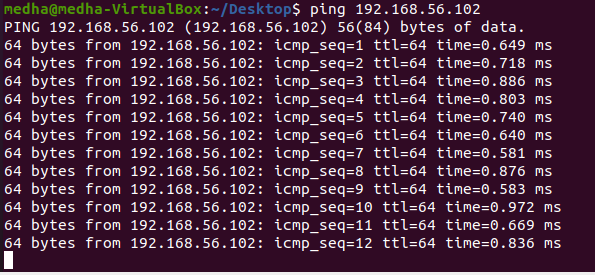 medha@medha-VirtualBox:~/Desktop$ ping 192.168.56.102
PING 192.168.56.102 (192.168.56.102) 56(84) bytes of data.
64 bytes from 192.168.56.102: icmp_seq=1 ttl=64 time=0.649 ms
64 bytes from 192.168.56.102: icmp_seq=2 ttl=64 time=0.718 ms
64 bytes from 192.168.56.102: icmp_seq=3 ttl=64 time=0.886 ms
64 bytes from 192.168.56.102: icmp_seq=4 ttl=64 time=0.803 ms
64 bytes from 192.168.56.102: icmp_seq=5 ttl=64 time=0.740 ms
64 bytes from 192.168.56.102: icmp_seq=6 ttl=64 time=0.640 ms
64 bytes from 192.168.56.102: icmp_seq=7 ttl=64 time=0.581 ms
64 bytes from 192.168.56.102: icmp_seq=8 ttl=64 time=0.876 ms
64 bytes from 192.168.56.102: icmp_seq=9 ttl=64 time=0.583 ms
64 bytes from 192.168.56.102: icmp_seq=10 ttl=64 time=0.972 ms
64 bytes from 192.168.56.102: icmp_seq=11 ttl=64 time=0.669 ms
64 bytes from 192.168.56.102: icmp_seq=12 ttl=64 time=0.836 ms